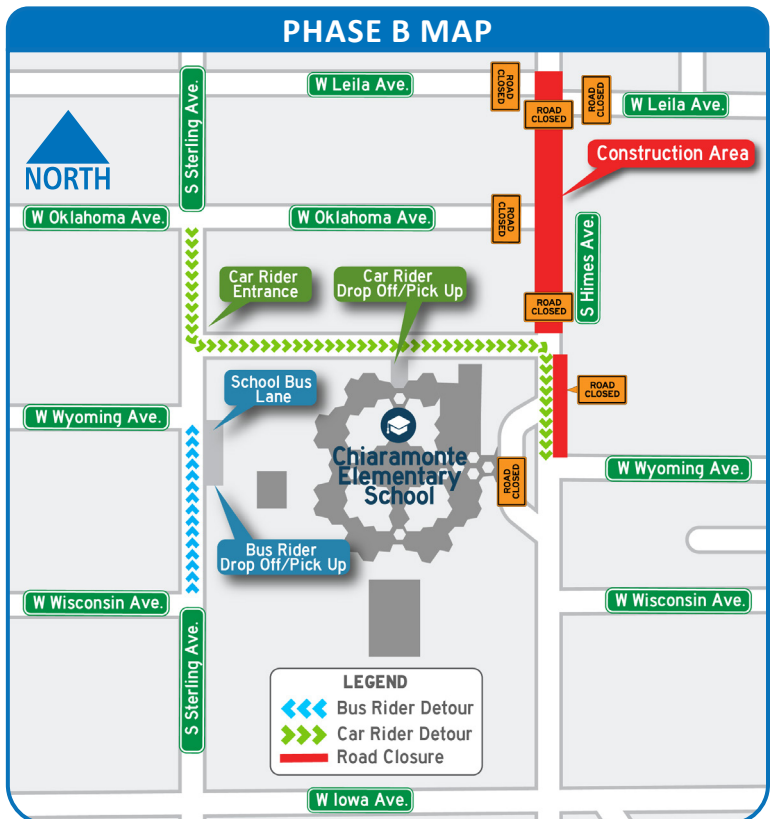 PHASE B MAP
W Leila Ave.
ROAD
CLOSED
ROAD
CLOSED
ROAD
CLOSED
W Leila Ave.
S Sterling Ave.
NORTH
Construction Area
W Oklahoma Ave.
W Oklahoma Ave.
ROAD
CLOSED
S Himes Ave.
Car Rider
Entrance
Car Rider
Drop Off/Pick Up
ROAD
CLOSED
School Bus
Lane
ROAD
CLOSED
W Wyoming Ave.
Chiaramonte
Elementary
School
ROAD
CLOSED
W Wyoming Ave.
Bus Rider
Drop Off/Pick Up
W Wisconsin Ave.
W Wisconsin Ave.
S Sterling Ave.
LEGEND
Bus Rider Detour
Car Rider Detour
Road Closure
W Iowa Ave.